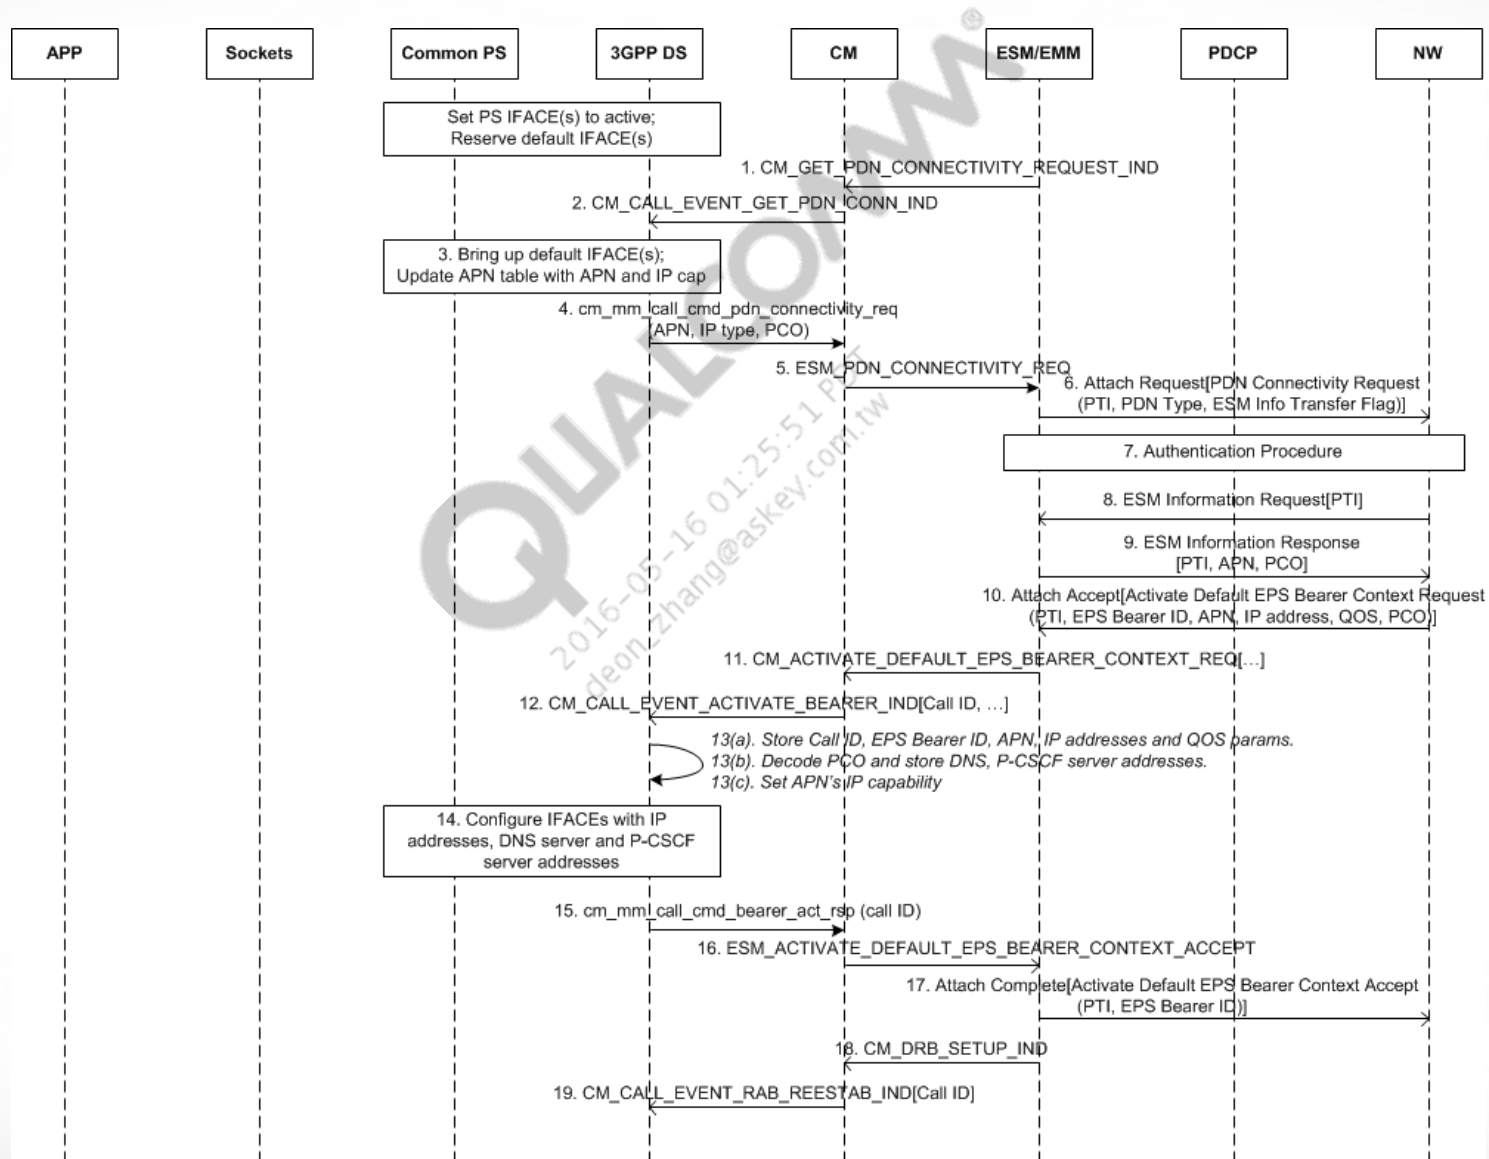 APP
Sockets
Common PS
3GPP DS
CM
ESM/EMM
PDCP
NW
Set PS IFACE(s) to active;
Reserve default IFACE(s)
1. CM_GET_PDN_CONNECTIVITY_REQUEST_IND
2. CM_CALL_EVENT_GET_PDN_CONN_IND
3. Bring up default IFACE(s);
Update APN table with APN and IP cap
4. cm_mm_call_cmd_pdn_connectivity_req
(APN, IP type, PCO)
5. ESM_PDN_CONNECTIVITY_REQ
6. Attach Request[PDN Connectivity Request
(PTI, PDN Type, ESM Info Transfer Flag)]
7. Authentication Procedure
8. ESM Information Request[PTI]
9. ESM Information Response
[PTI, APN, PCO]
10. Attach Accept[Activate Default EPS Bearer Context Request
(PTI, EPS Bearer ID, APN, IP address, QOS, PCO)]
11. CM_ACTIVATE_DEFAULT_EPS_BEARER_CONTEXT_REQ[...]
12. CM_CALL_EVENT_ACTIVATE_BEARER_IND[Call ID, ...]
13(a). Store Call ID, EPS Bearer ID, APN, IP addresses and QOS params.
13(b). Decode PCO and store DNS, P-CSCF server addresses.
13(c). Set APN's IP capability
14. Configure IFACEs with IP
addresses, DNS server and P-CSCF
server addresses
15. cm_mm_call_cmd_bearer_act_rsp (call ID)
16. ESM_ACTIVATE_DEFAULT_EPS_BEARER_CONTEXT_ACCEPT
17. Attach Complete[Activate Default EPS Bearer Context Accept
(PTI, EPS Bearer ID)]
18. CM_DRB_SETUP_IND
19. CM_CALL_EVENT_RAB_REESTAB_IND[Call ID]
QUALCOMM®
2016-05-16 01:25:51 PDT
deon_zhang@askey.com.tw